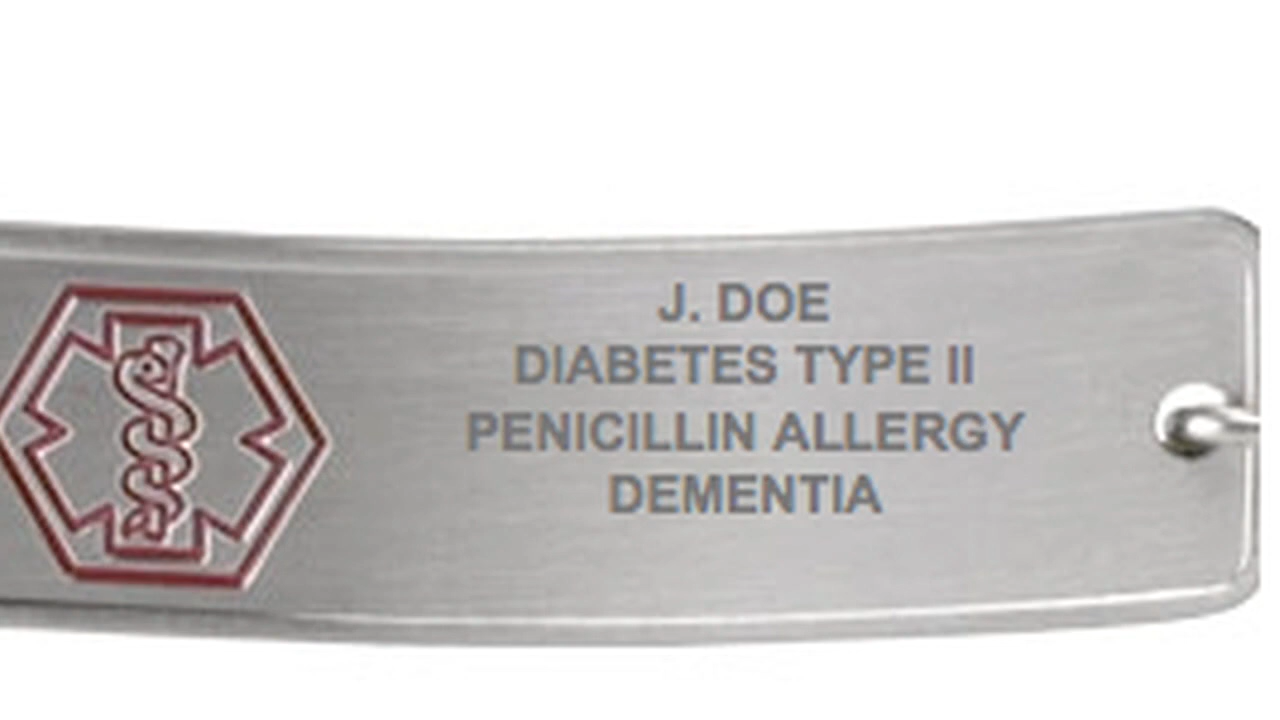 J. DOE
DIABETES TYPE II
PENICILLIN ALLERGY
DEMENTIA